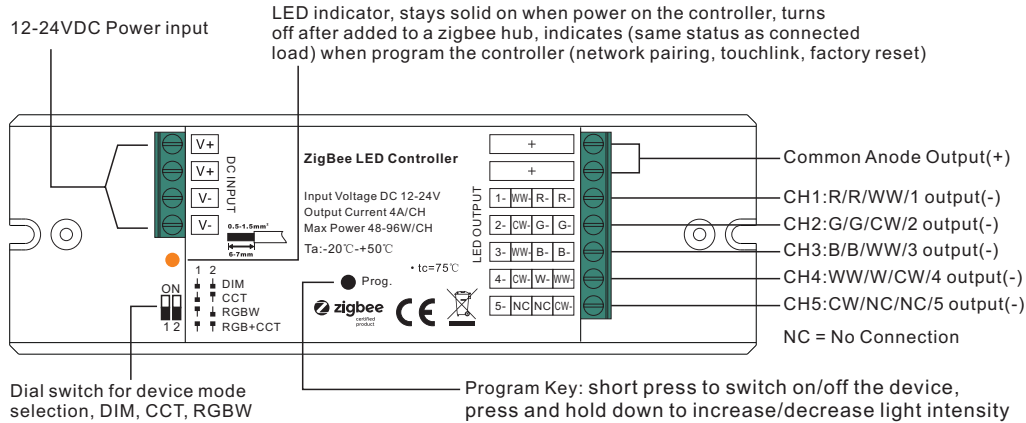 LED indicator, stays solid on when power on the controller, turns
off after added to a zigbee hub, indicates (same status as connected
load) when program the controller (network pairing, touchlink, factory reset)
12-24VDC Power input
V+
V+
V-
V-
DC INPUT
0.5-1.5mm²
6-7mm
ZigBee LED Controller
Input Voltage DC 12-24V
Output Current 4A/CH
Max Power 48-96W/CH
Ta:-20℃-+50℃
• tc=75℃
Prog.
zigbee
certified
product
CE
ON
1 2
1 2
DIM
CCT
RGBW
RGB+CCT
LED OUTPUT
+
+
1- WW- R- R-
2- CW- G- G-
3- WW- B- B-
4- CW- W- WW-
5- NC NC CW-
Common Anode Output(+)
CH1:R/R/WW/1 output(-)
CH2:G/G/CW/2 output(-)
CH3:B/B/WW/3 output(-)
CH4:WW/W/CW/4 output(-)
CH5:CW/NC/NC/5 output(-)
NC = No Connection
Dial switch for device mode
selection, DIM, CCT, RGBW
Program Key: short press to switch on/off the device,
press and hold down to increase/decrease light intensity